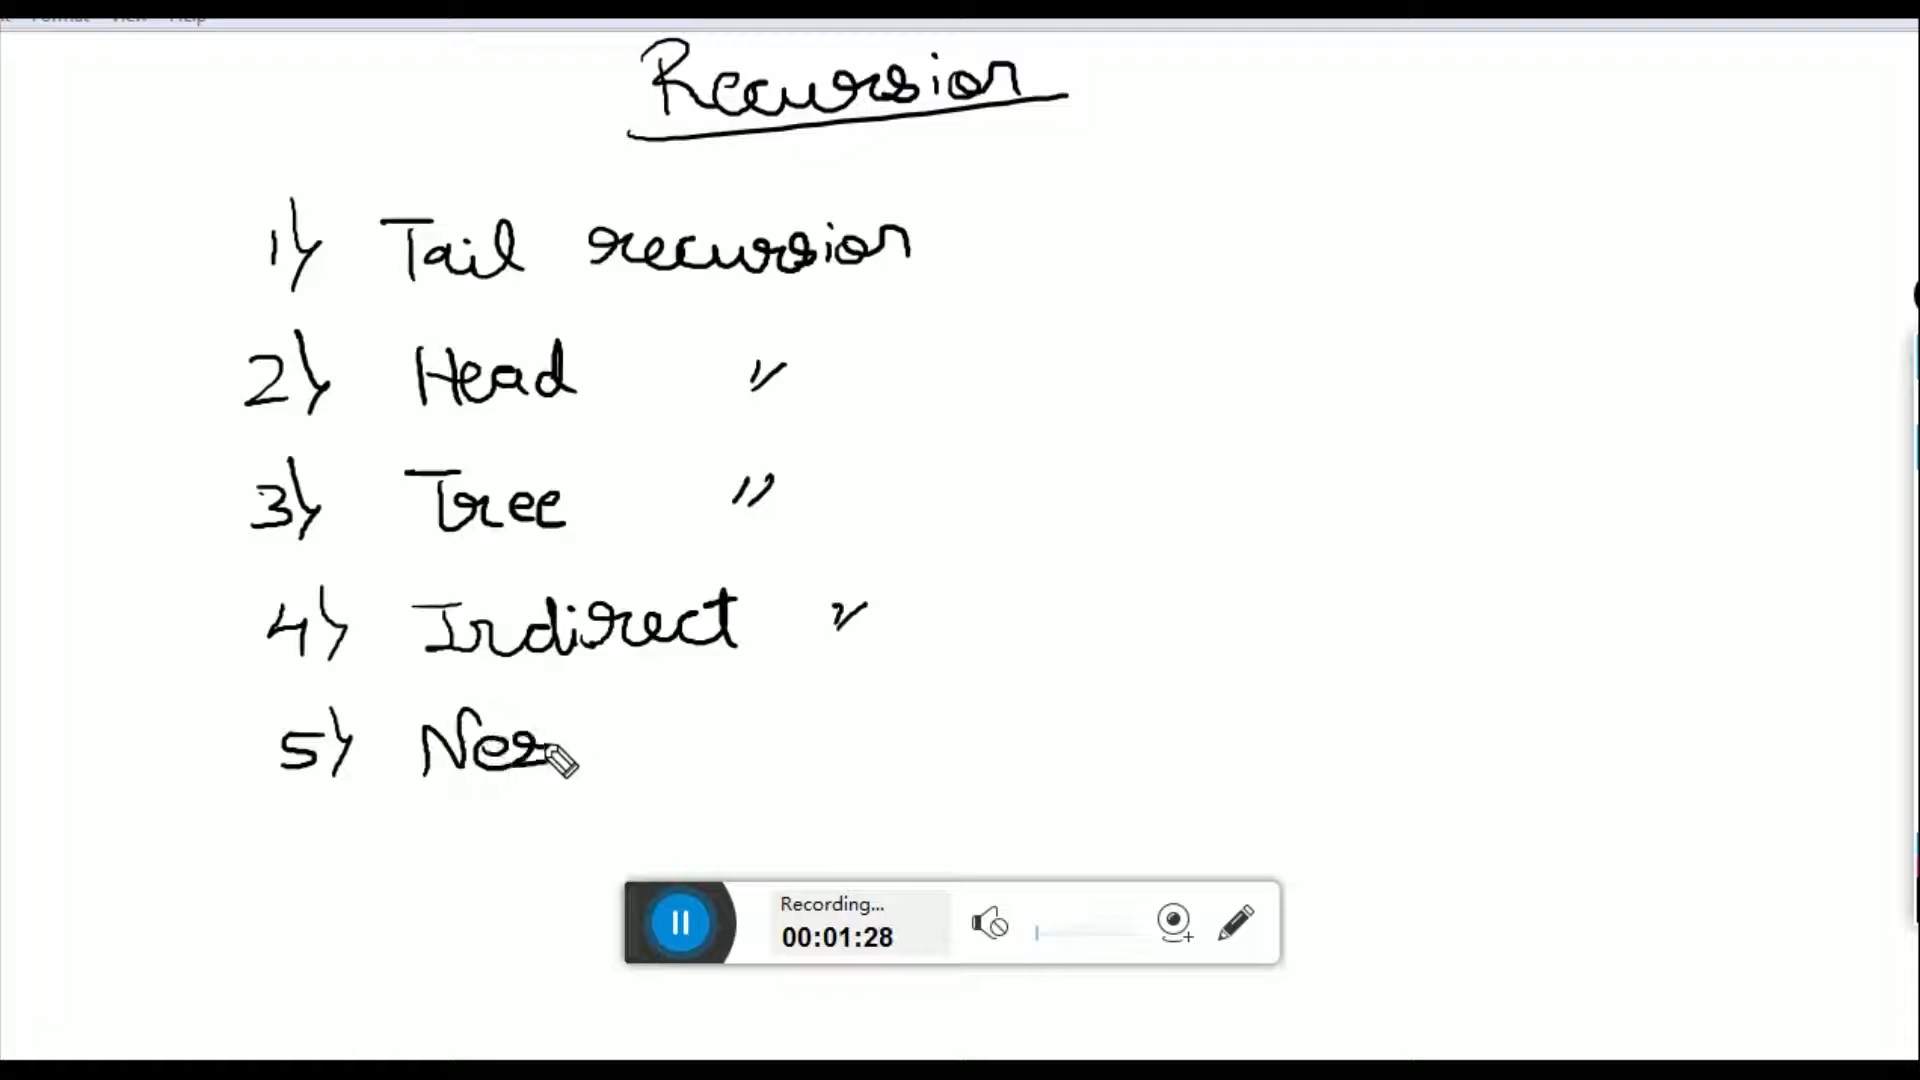 Recursion
1) Tail recursion
2) Head "
3) Tree "
4) Indirect "
5) Nes
Recording...
00:01:28